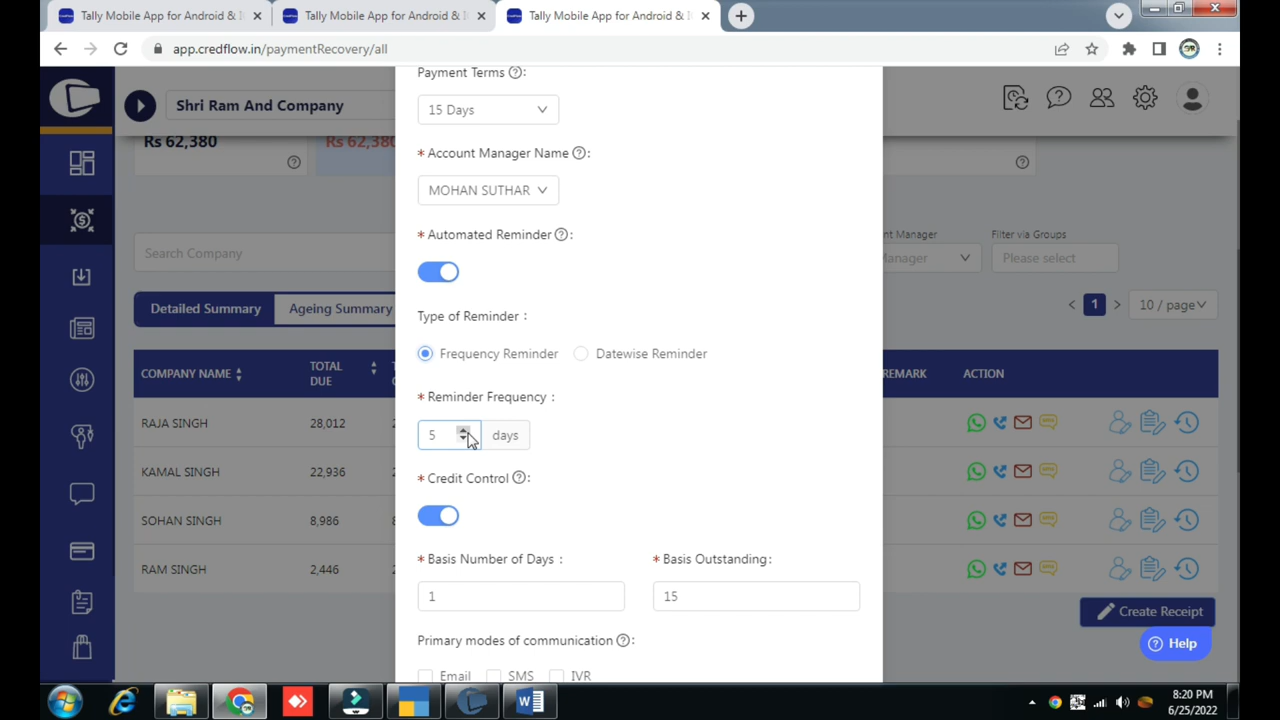 Tally Mobile App for Android & I
Tally Mobile App for Android & I
Tally Mobile App for Android & I
app.credflow.in/paymentRecovery/all
Shri Ram And Company
Rs 62,380
Rs 62,380
Search Company
Detailed Summary
Ageing Summary
nt Manager
Manager
Filter via Groups
Please select
1
10 / page
COMPANY NAME
TOTAL DUE
REMARK
ACTION
RAJA SINGH
28,012
KAMAL SINGH
22,936
SOHAN SINGH
8,986
RAM SINGH
2,446
Payment Terms :
15 Days
* Account Manager Name :
MOHAN SUTHAR
* Automated Reminder :
Type of Reminder :
Frequency Reminder
Datewise Reminder
* Reminder Frequency :
5
days
* Credit Control :
* Basis Number of Days :
* Basis Outstanding:
1
15
Primary modes of communication :
Email
SMS
IVR
Create Receipt
Help
8:20 PM
6/25/2022